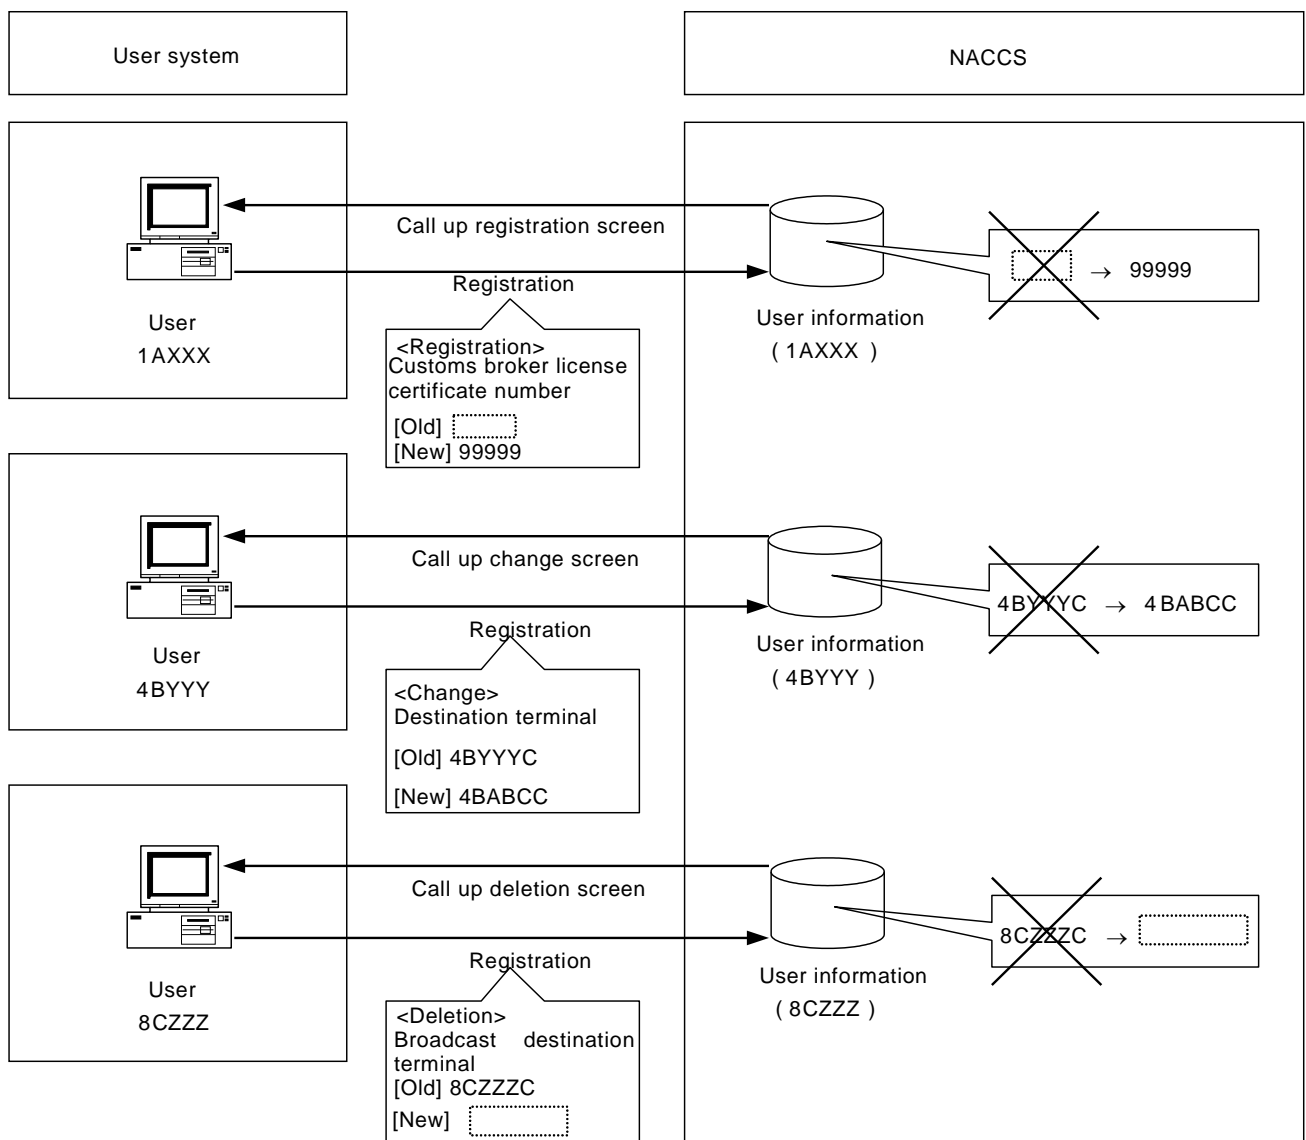 User system
NACCS
Call up registration screen
Registration
→ 99999
User
1AXXX
User information
( 1AXXX )
<Registration>
Customs broker license
certificate number
[Old]
[New] 99999
Call up change screen
Registration
4BYYYC → 4BABCC
User
4BYYY
User information
( 4BYYY )
<Change>
Destination terminal
[Old] 4BYYYC
[New] 4BABCC
Call up deletion screen
Registration
8CZZZC →
User
8CZZZ
User information
( 8CZZZ )
<Deletion>
Broadcast destination
terminal
[Old] 8CZZZC
[New]